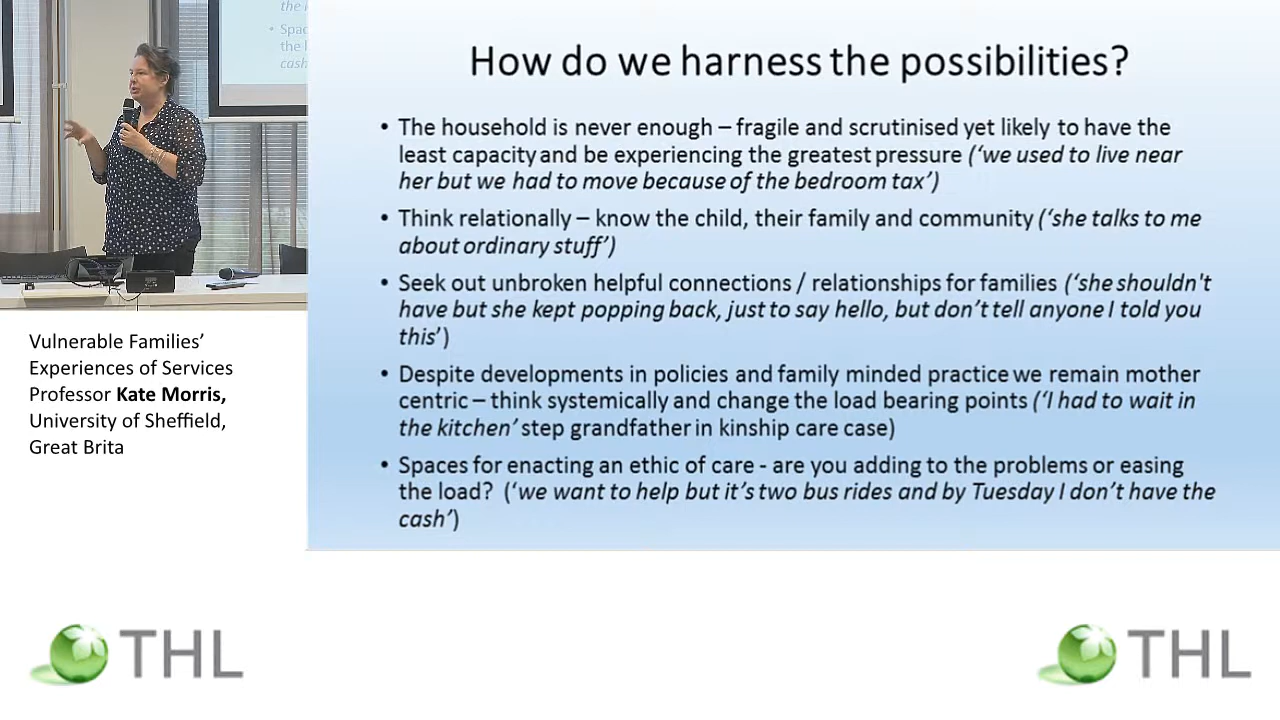 How do we harness the possibilities?
• The household is never enough – fragile and scrutinised yet likely to have the
least capacity and be experiencing the greatest pressure (‘we used to live near
her but we had to move because of the bedroom tax’)
• Think relationally – know the child, their family and community (‘she talks to me
about ordinary stuff’)
• Seek out unbroken helpful connections / relationships for families (‘she shouldn't
have but she kept popping back, just to say hello, but don’t tell anyone I told you
this’)
• Despite developments in policies and family minded practice we remain mother
centric – think systemically and change the load bearing points (‘I had to wait in
the kitchen’ step grandfather in kinship care case)
• Spaces for enacting an ethic of care - are you adding to the problems or easing
the load? (‘we want to help but it’s two bus rides and by Tuesday I don’t have the
cash’)
Vulnerable Families’
Experiences of Services
Professor Kate Morris,
University of Sheffield,
Great Brita
THL
THL